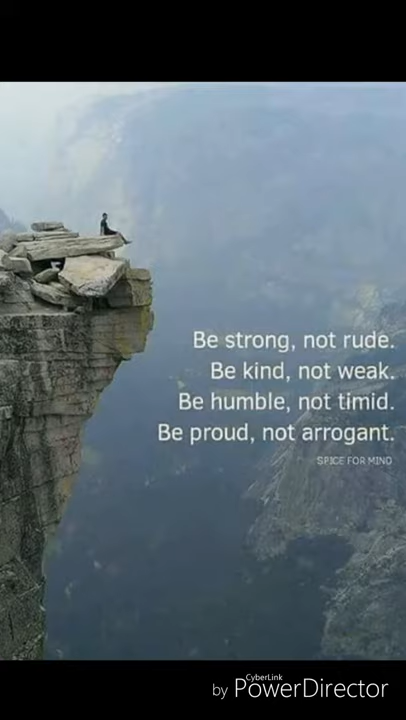 Be strong, not rude.
Be kind, not weak.
Be humble, not timid.
Be proud, not arrogant.
SPICE FOR MIND
CyberLink
by PowerDirector